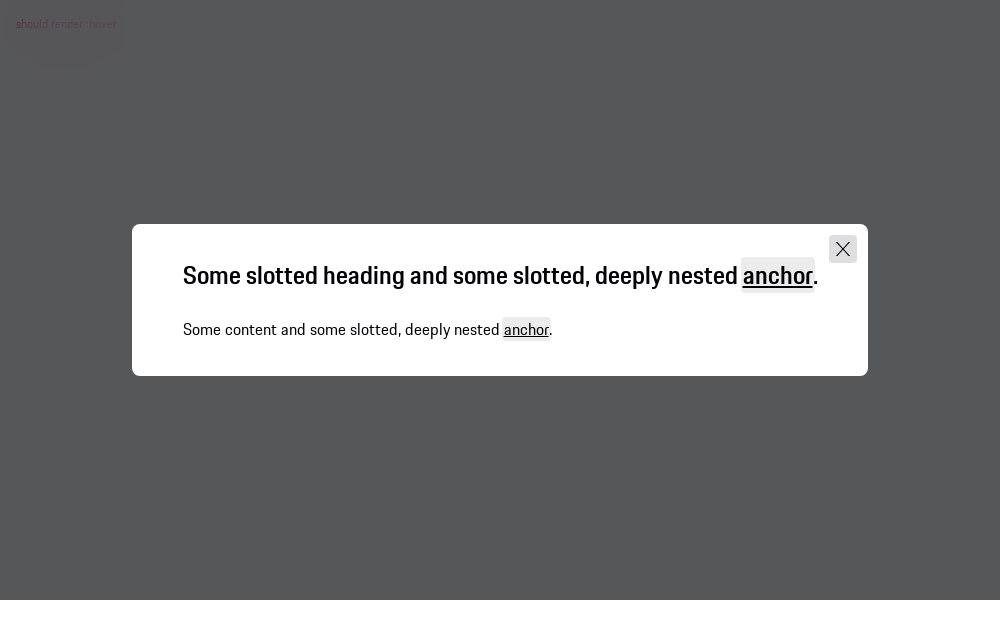 should render :hover
Some slotted heading and some slotted, deeply nested anchor.
Some content and some slotted, deeply nested anchor.